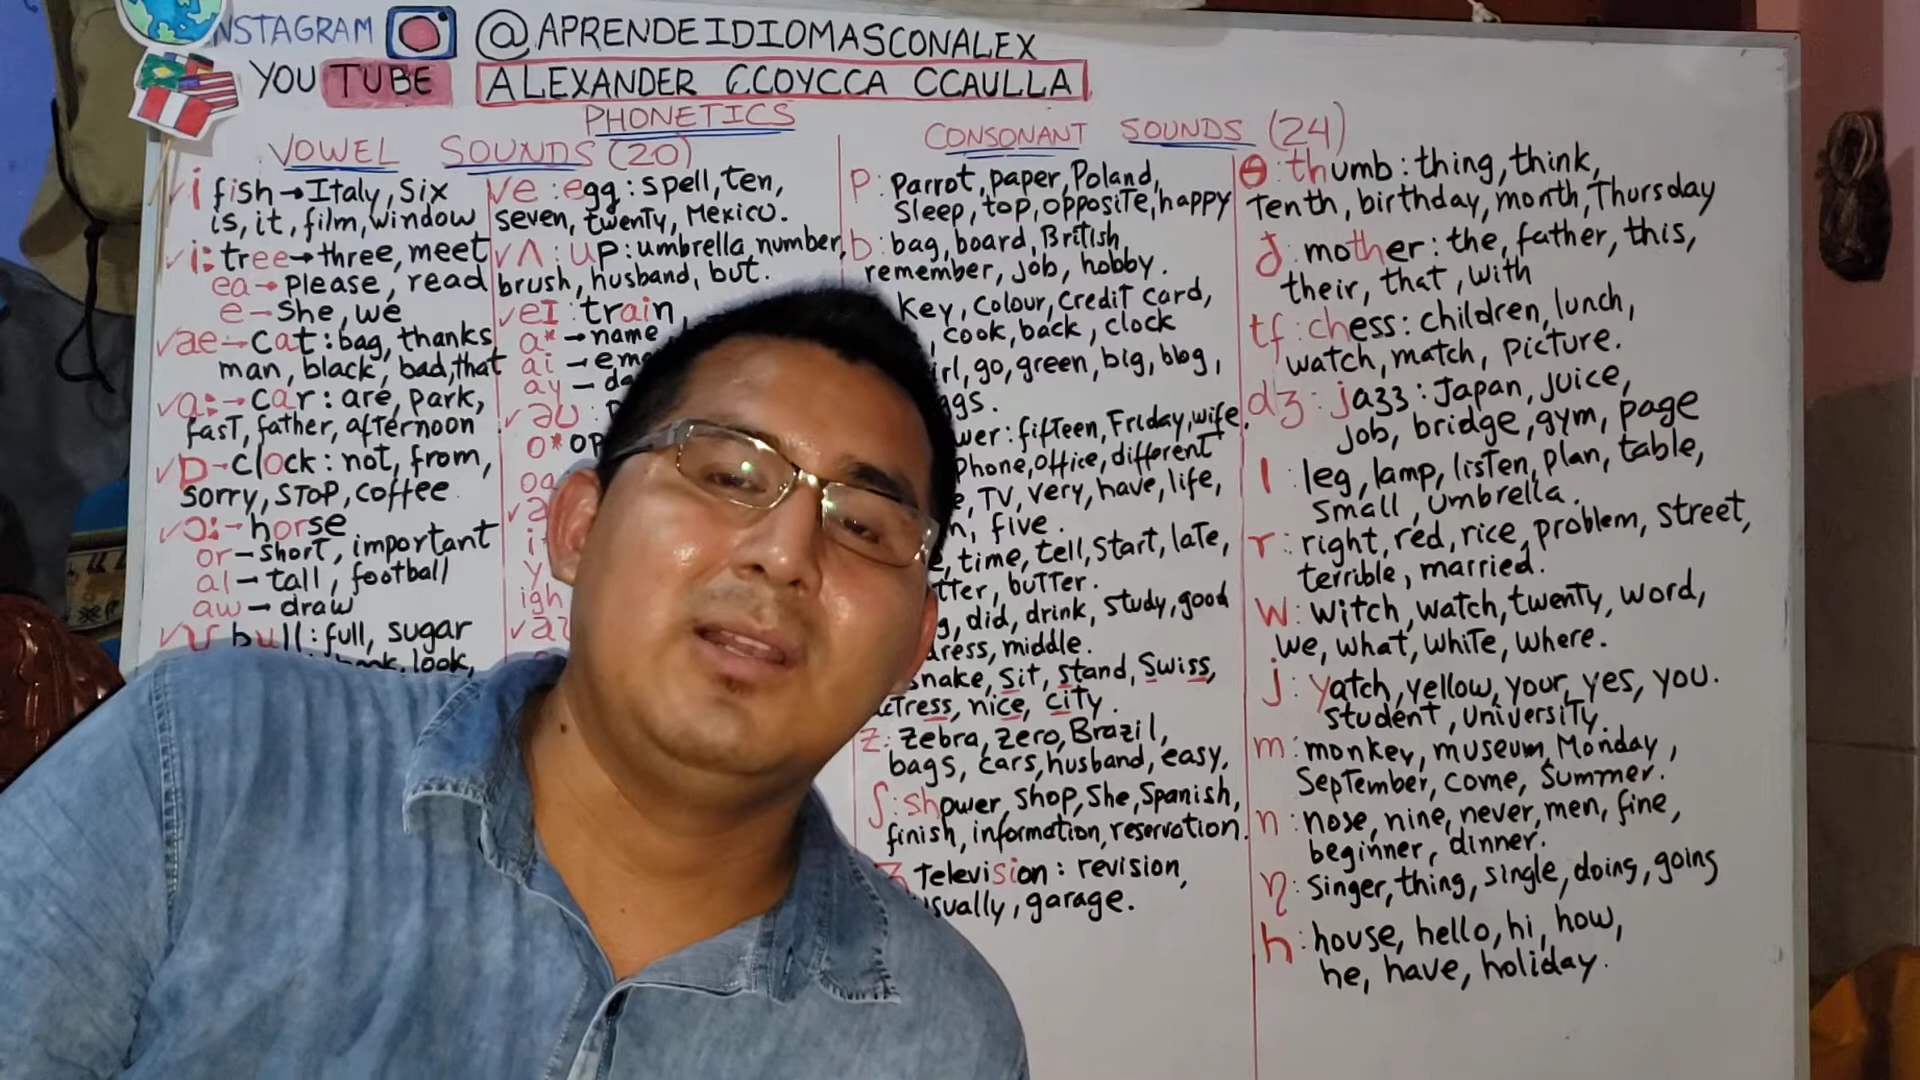 INSTAGRAM @APRENDEIDIOMASCONALEX
YOU TUBE ALEXANDER CCOYCCA CCAULLA
PHONETICS
VOWEL SOUNDS (20)
i fish → Italy, six
is, it, film, window
i: tree → three, meet
ea → please, read
e → She, we
ae → cat : bag, thanks
man, black, bad, that
a: → car : are, park,
fast, father, afternoon
ɒ - clock : not, from,
sorry, stop, coffee
ɔ: - horse
or - short, important
al - tall, football
aw → draw
ʊ bull : full, sugar
look,
e : egg : spell, ten,
seven, twenty, Mexico.
ʌ : up : umbrella number,
brush, husband, but.
eɪ : train
a* → name
ai →
ay →
əʊ :
o*
igh
CONSONANT SOUNDS (24)
p : parrot, paper, Poland,
sleep, top, opposite, happy
b : bag, board, British,
remember, job, hobby.
key, colour, credit card,
cook, back, clock
go, green, big, blog,
fifteen, Friday, wife,
phone, office, different
TV, very, have, life,
five.
time, tell, start, late,
butter.
did, drink, study, good
middle.
snake, sit, stand, Swiss,
nice, city.
z : zebra, zero, Brazil,
bags, cars, husband, easy,
ʃ : shower, shop, she, Spanish,
finish, information, reservation.
television : revision,
garage.
θ : thumb : thing, think,
tenth, birthday, month, Thursday
ð : mother : the, father, this,
their, that, with
tʃ : chess : children, lunch,
watch, match, picture.
dʒ : jazz : Japan, juice,
job, bridge, gym, page
l : leg, lamp, listen, plan, table,
small, umbrella.
r : right, red, rice, problem, street,
terrible, married.
w : witch, watch, twenty, word,
we, what, white, where.
j : yatch, yellow, your, yes, you.
student, university.
m : monkey, museum, Monday,
September, come, summer.
n : nose, nine, never, men, fine,
beginner, dinner.
η : singer, thing, single, doing, going
h : house, hello, hi, how,
he, have, holiday.